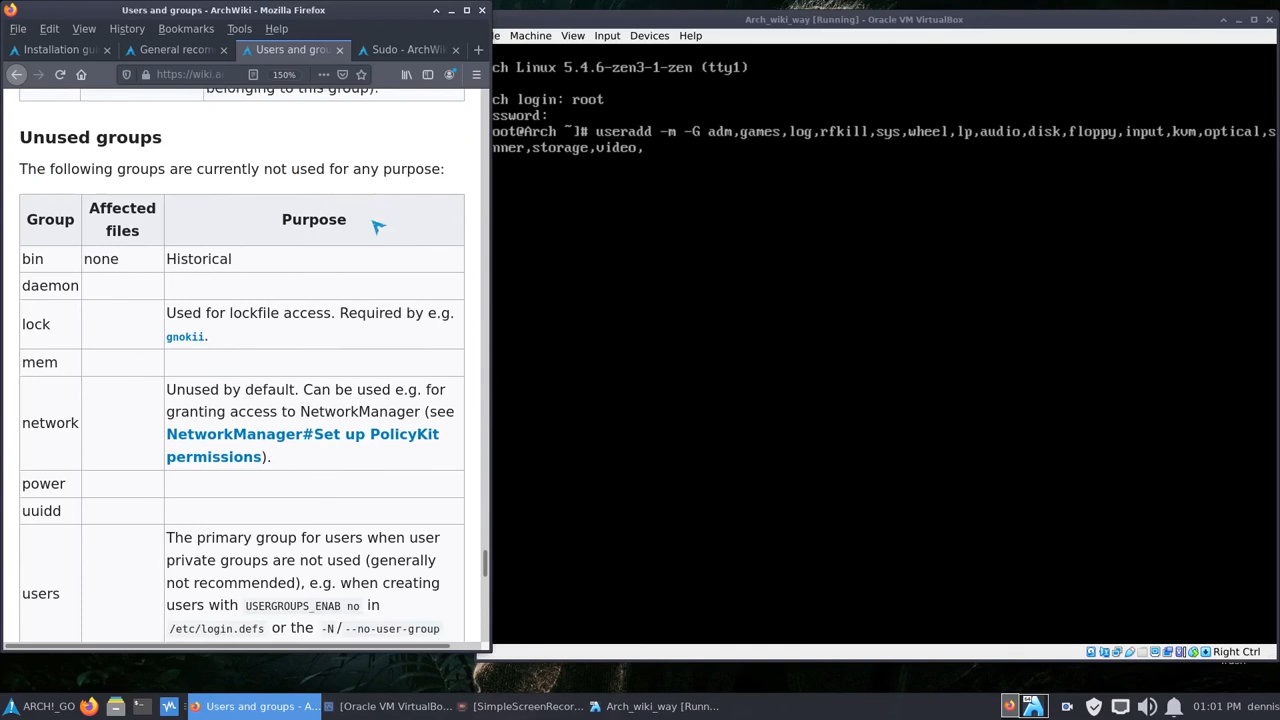 Users and groups - ArchWiki - Mozilla Firefox
File Edit View History Bookmarks Tools Help
Installation gui
General recom
Users and grou
Sudo - ArchWik
https://wiki.a
150%
belonging to this group).
Unused groups
The following groups are currently not used for any purpose:
Group Affected files Purpose
bin none Historical
daemon
lock Used for lockfile access. Required by e.g.
gnokii.
mem
network Unused by default. Can be used e.g. for
granting access to NetworkManager (see
NetworkManager#Set up PolicyKit
permissions).
power
uuidd
users The primary group for users when user
private groups are not used (generally
not recommended), e.g. when creating
users with USERGROUPS_ENAB no in
/etc/login.defs or the -N/--no-user-group
Arch_wiki_way [Running] - Oracle VM VirtualBox
e Machine View Input Devices Help
ch Linux 5.4.6-zen3-1-zen (tty1)
ch login: root
ssword:
oot@Arch ~]# useradd -m -G adm,games,log,rfkill,sys,wheel,lp,audio,disk,floppy,input,kvm,optical,s
nner,storage,video,
Right Ctrl
ARCH!_GO
Users and groups - A...
[Oracle VM VirtualBo...
[SimpleScreenRecor...
Arch_wiki_way [Runn...
01:01 PM dennis